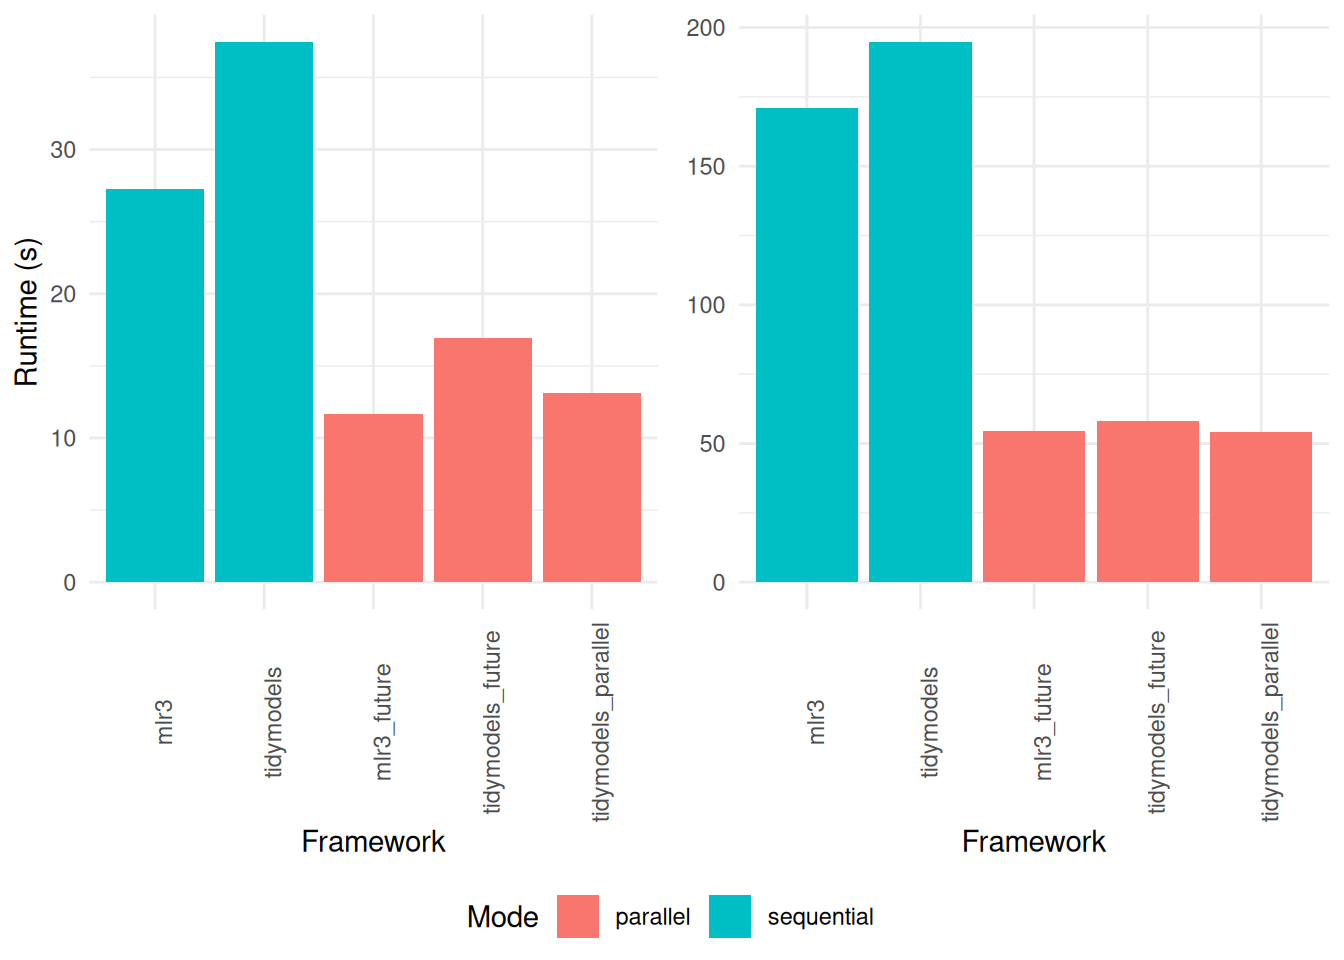 Runtime (s)
30
20
10
0
mlr3
tidymodels
mlr3_future
tidymodels_future
tidymodels_parallel
Framework
200
150
100
50
0
mlr3
tidymodels
mlr3_future
tidymodels_future
tidymodels_parallel
Framework
Mode parallel sequential